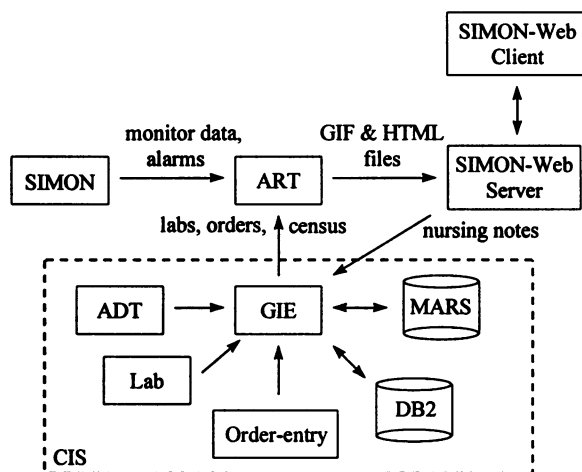 SIMON-Web
Client
monitor data,
alarms
GIF & HTML
files
SIMON
ART
SIMON-Web
Server
labs, orders, census
nursing notes
ADT
GIE
MARS
Lab
DB2
Order-entry
CIS